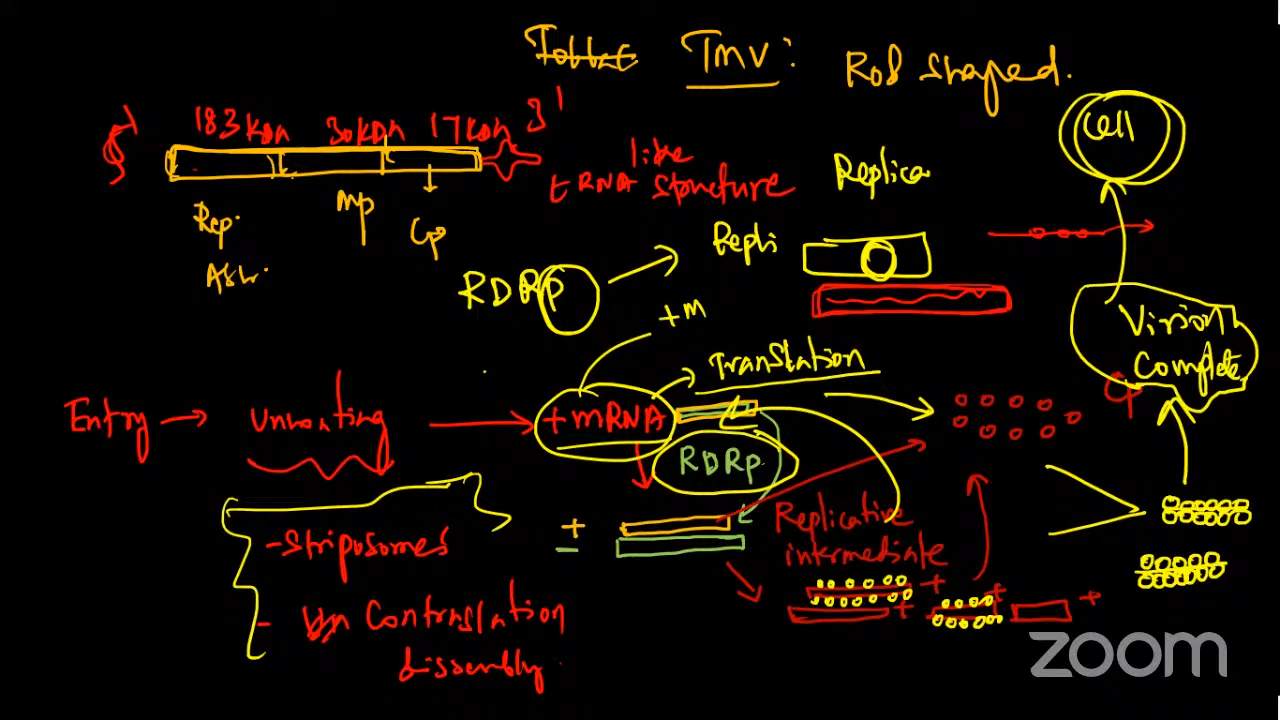 TMV: Rod shaped.
Cell
183 KDa 30 KDa 17 KDa 3'
like
tRNA structure
Replica
Rep. MP CP
Repli
RDRP
+m
Virion
Complete
Translation
Entry → uncoating → +mRNA
CP
RDRp
+
−
Replicative
intermediate
-Striposomes
+ + + +
- Contranslation
dissembly
zoom